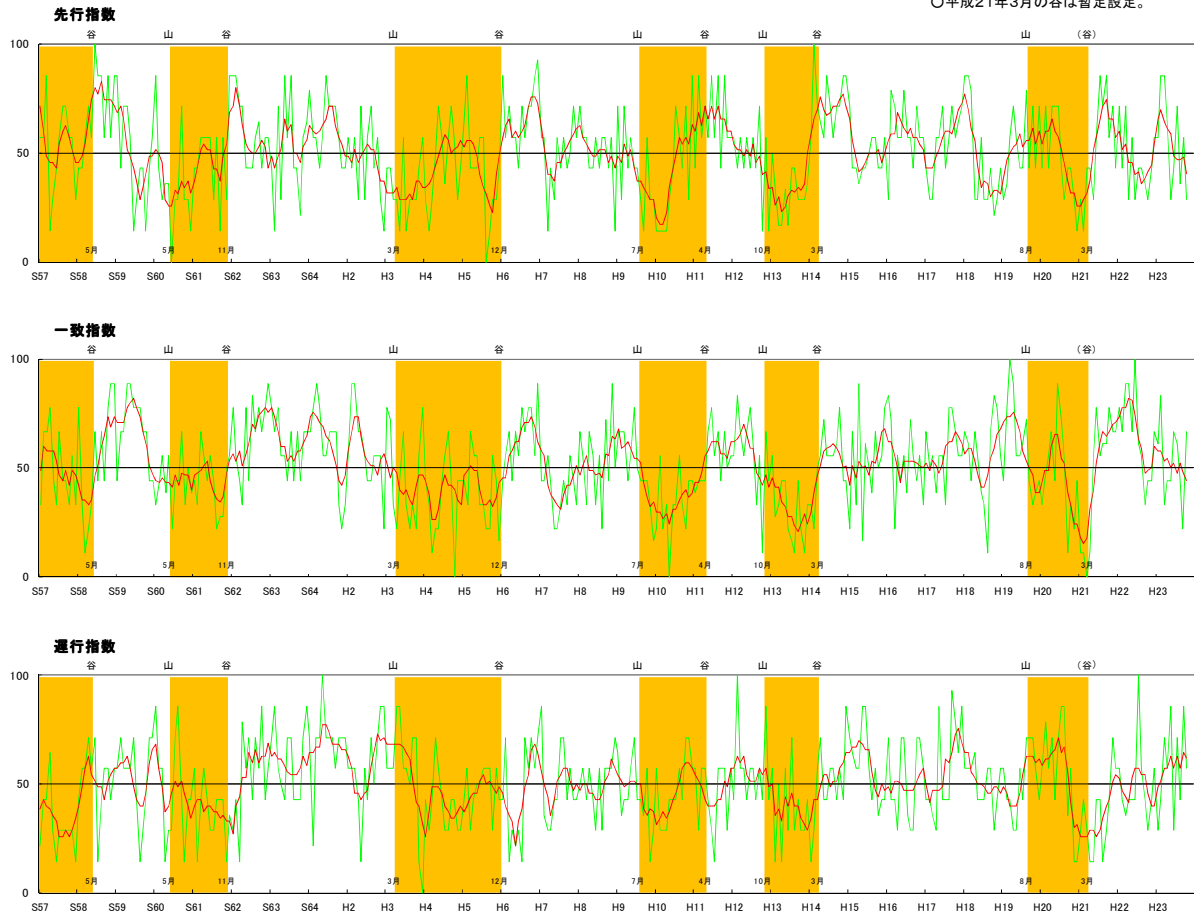 ○平成21年3月の谷は暫定設定。
先行指数
谷 山 谷 山 谷 山 谷 山 谷 山 (谷)
100
50
5月 5月 11月 3月 12月 7月 4月 10月 3月 8月 3月
0
S57 S58 S59 S60 S61 S62 S63 S64 H2 H3 H4 H5 H6 H7 H8 H9 H10 H11 H12 H13 H14 H15 H16 H17 H18 H19 H20 H21 H22 H23
一致指数
谷 山 谷 山 谷 山 谷 山 谷 山 (谷)
100
50
5月 5月 11月 3月 12月 7月 4月 10月 3月 8月 3月
0
S57 S58 S59 S60 S61 S62 S63 S64 H2 H3 H4 H5 H6 H7 H8 H9 H10 H11 H12 H13 H14 H15 H16 H17 H18 H19 H20 H21 H22 H23
遅行指数
谷 山 谷 山 谷 山 谷 山 谷 山 (谷)
100
50
5月 5月 11月 3月 12月 7月 4月 10月 3月 8月 3月
0
S57 S58 S59 S60 S61 S62 S63 S64 H2 H3 H4 H5 H6 H7 H8 H9 H10 H11 H12 H13 H14 H15 H16 H17 H18 H19 H20 H21 H22 H23